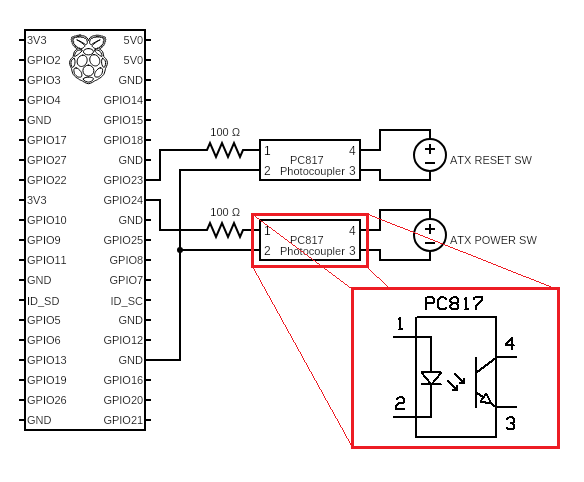 3V3 5V0
GPIO2 5V0
GPIO3 GND
GPIO4 GPIO14
GND GPIO15
GPIO17 GPIO18
GPIO27 GND
GPIO22 GPIO23
3V3 GPIO24
GPIO10 GND
GPIO9 GPIO25
GPIO11 GPIO8
GND GPIO7
ID_SD ID_SC
GPIO5 GND
GPIO6 GPIO12
GPIO13 GND
GPIO19 GPIO16
GPIO26 GPIO20
GND GPIO21
100 Ω
1 4
PC817
2 Photocoupler 3
+
−
ATX RESET SW
100 Ω
1 4
PC817
2 Photocoupler 3
+
−
ATX POWER SW
PC817
1
4
2
3